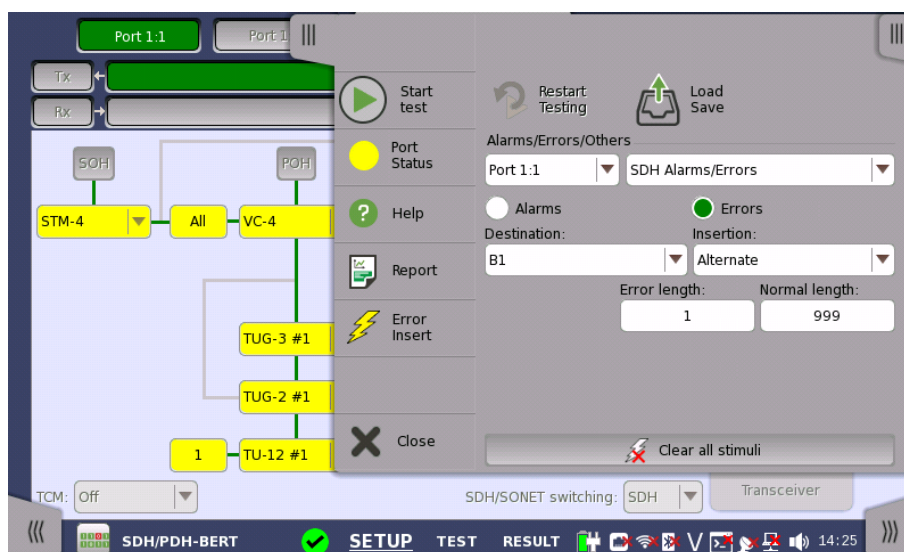 Port 1:1
Port 1
Tx
Rx
SOH
POH
STM-4
All
VC-4
TUG-3 #1
TUG-2 #1
1
TU-12 #1
TCM:
Off
SDH/SONET switching:
SDH
Transceiver
Start
test
Port
Status
Help
Report
Error
Insert
Close
Restart
Testing
Load
Save
Alarms/Errors/Others
Port 1:1
SDH Alarms/Errors
Alarms
Errors
Destination:
Insertion:
B1
Alternate
Error length:
Normal length:
1
999
Clear all stimuli
SDH/PDH-BERT
SETUP
TEST
RESULT
V
14:25